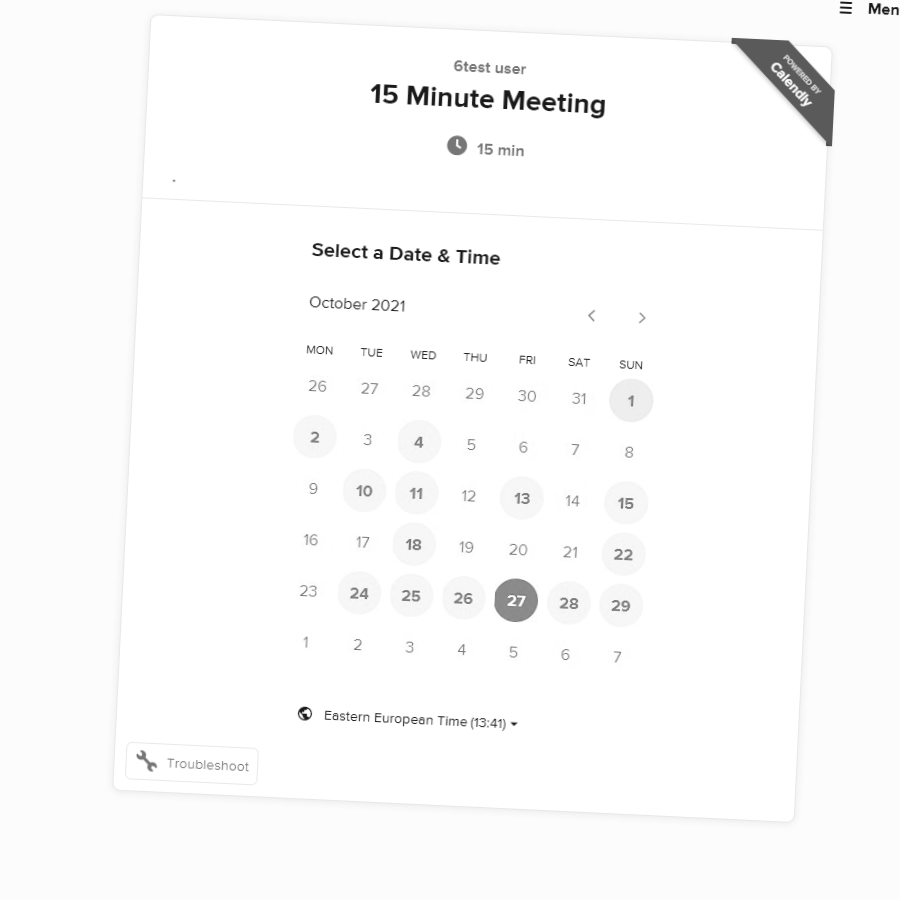 ☰ Men
POWERED BY
Calendly
6test user
15 Minute Meeting
15 min
Select a Date & Time
October 2021
MON TUE WED THU FRI SAT SUN
26 27 28 29 30 31 1
2 3 4 5 6 7 8
9 10 11 12 13 14 15
16 17 18 19 20 21 22
23 24 25 26 27 28 29
1 2 3 4 5 6 7
Eastern European Time (13:41)
Troubleshoot